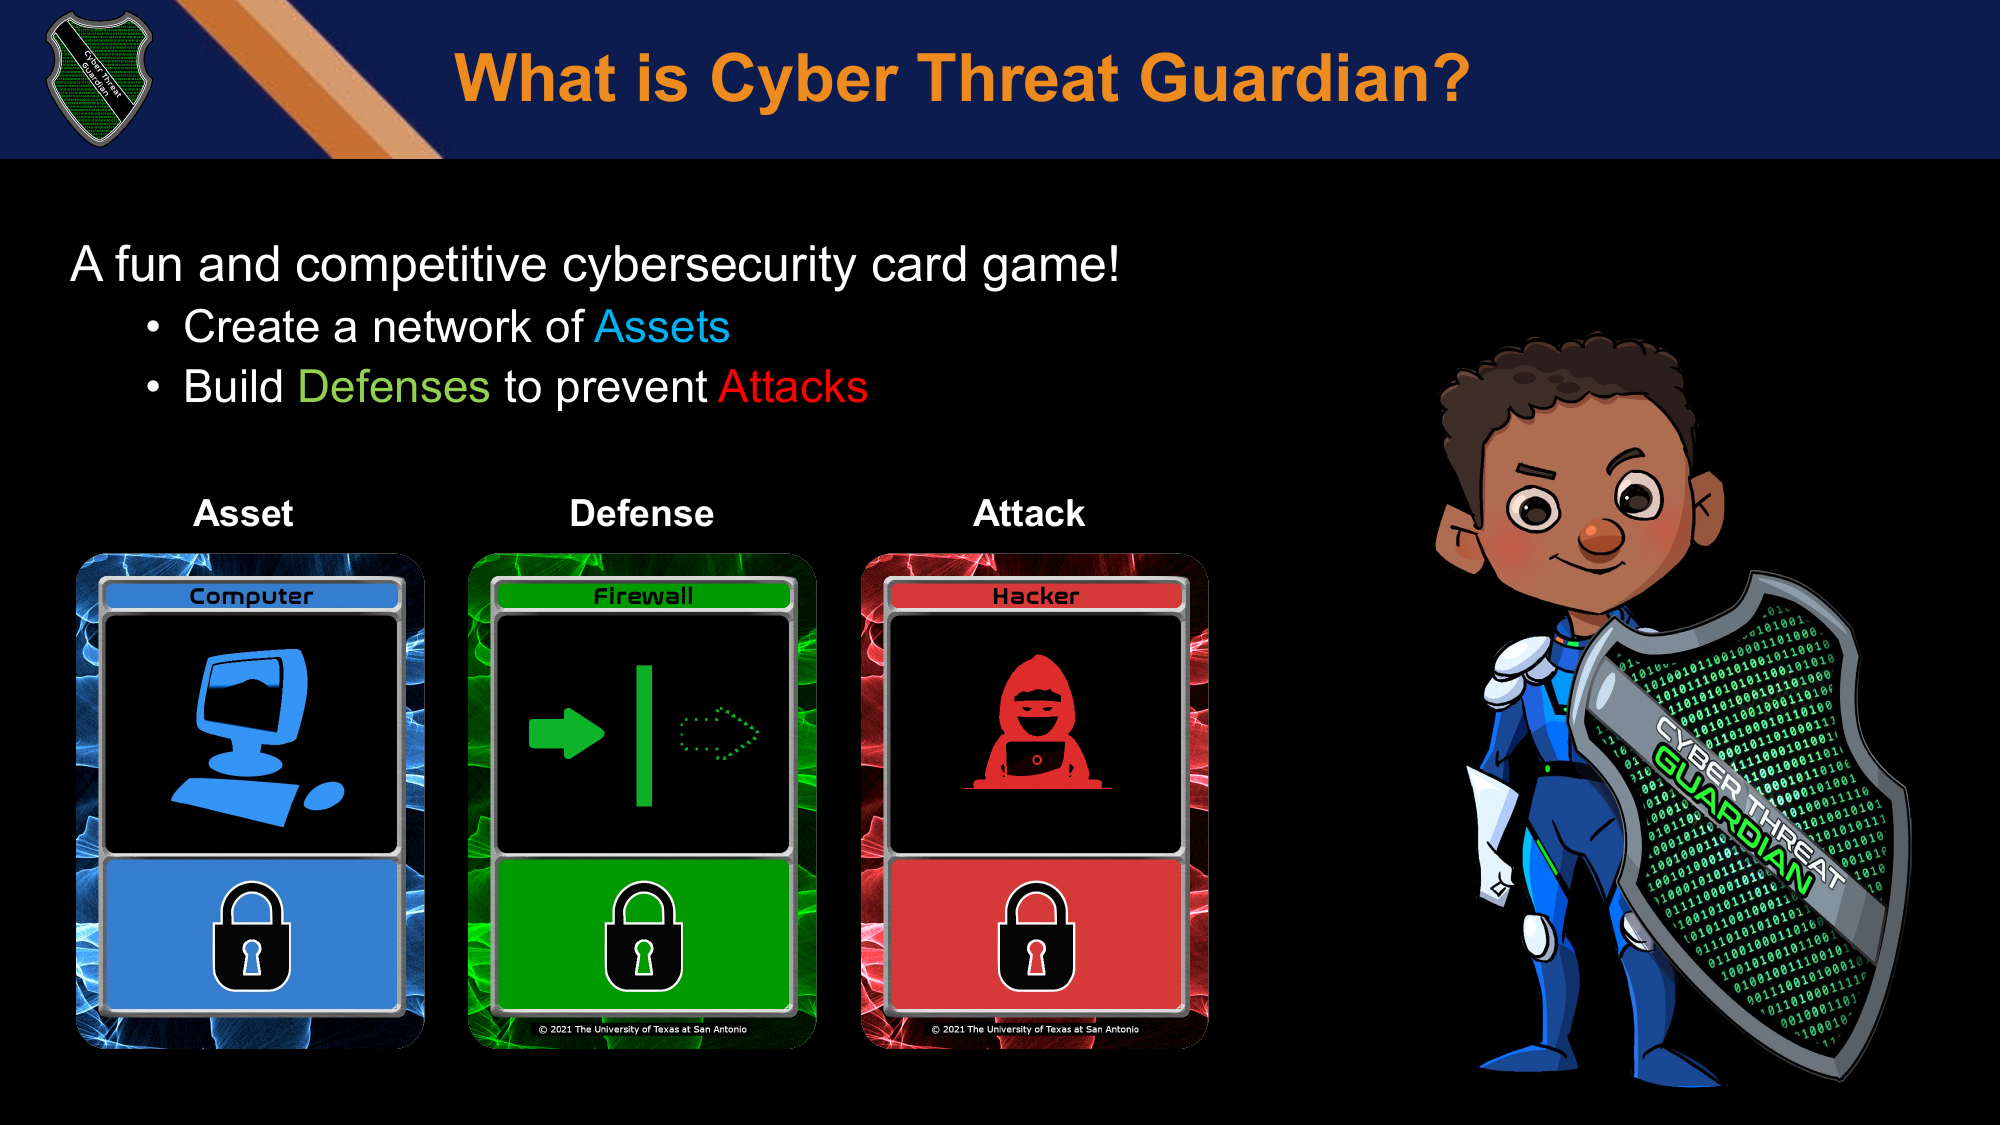 Cyber Threat
Guardian
What is Cyber Threat Guardian?
A fun and competitive cybersecurity card game!
• Create a network of Assets
• Build Defenses to prevent Attacks
Asset
Defense
Attack
Computer
Firewall
Hacker
© 2021 The University of Texas at San Antonio
© 2021 The University of Texas at San Antonio
CYBER THREAT
GUARDIAN